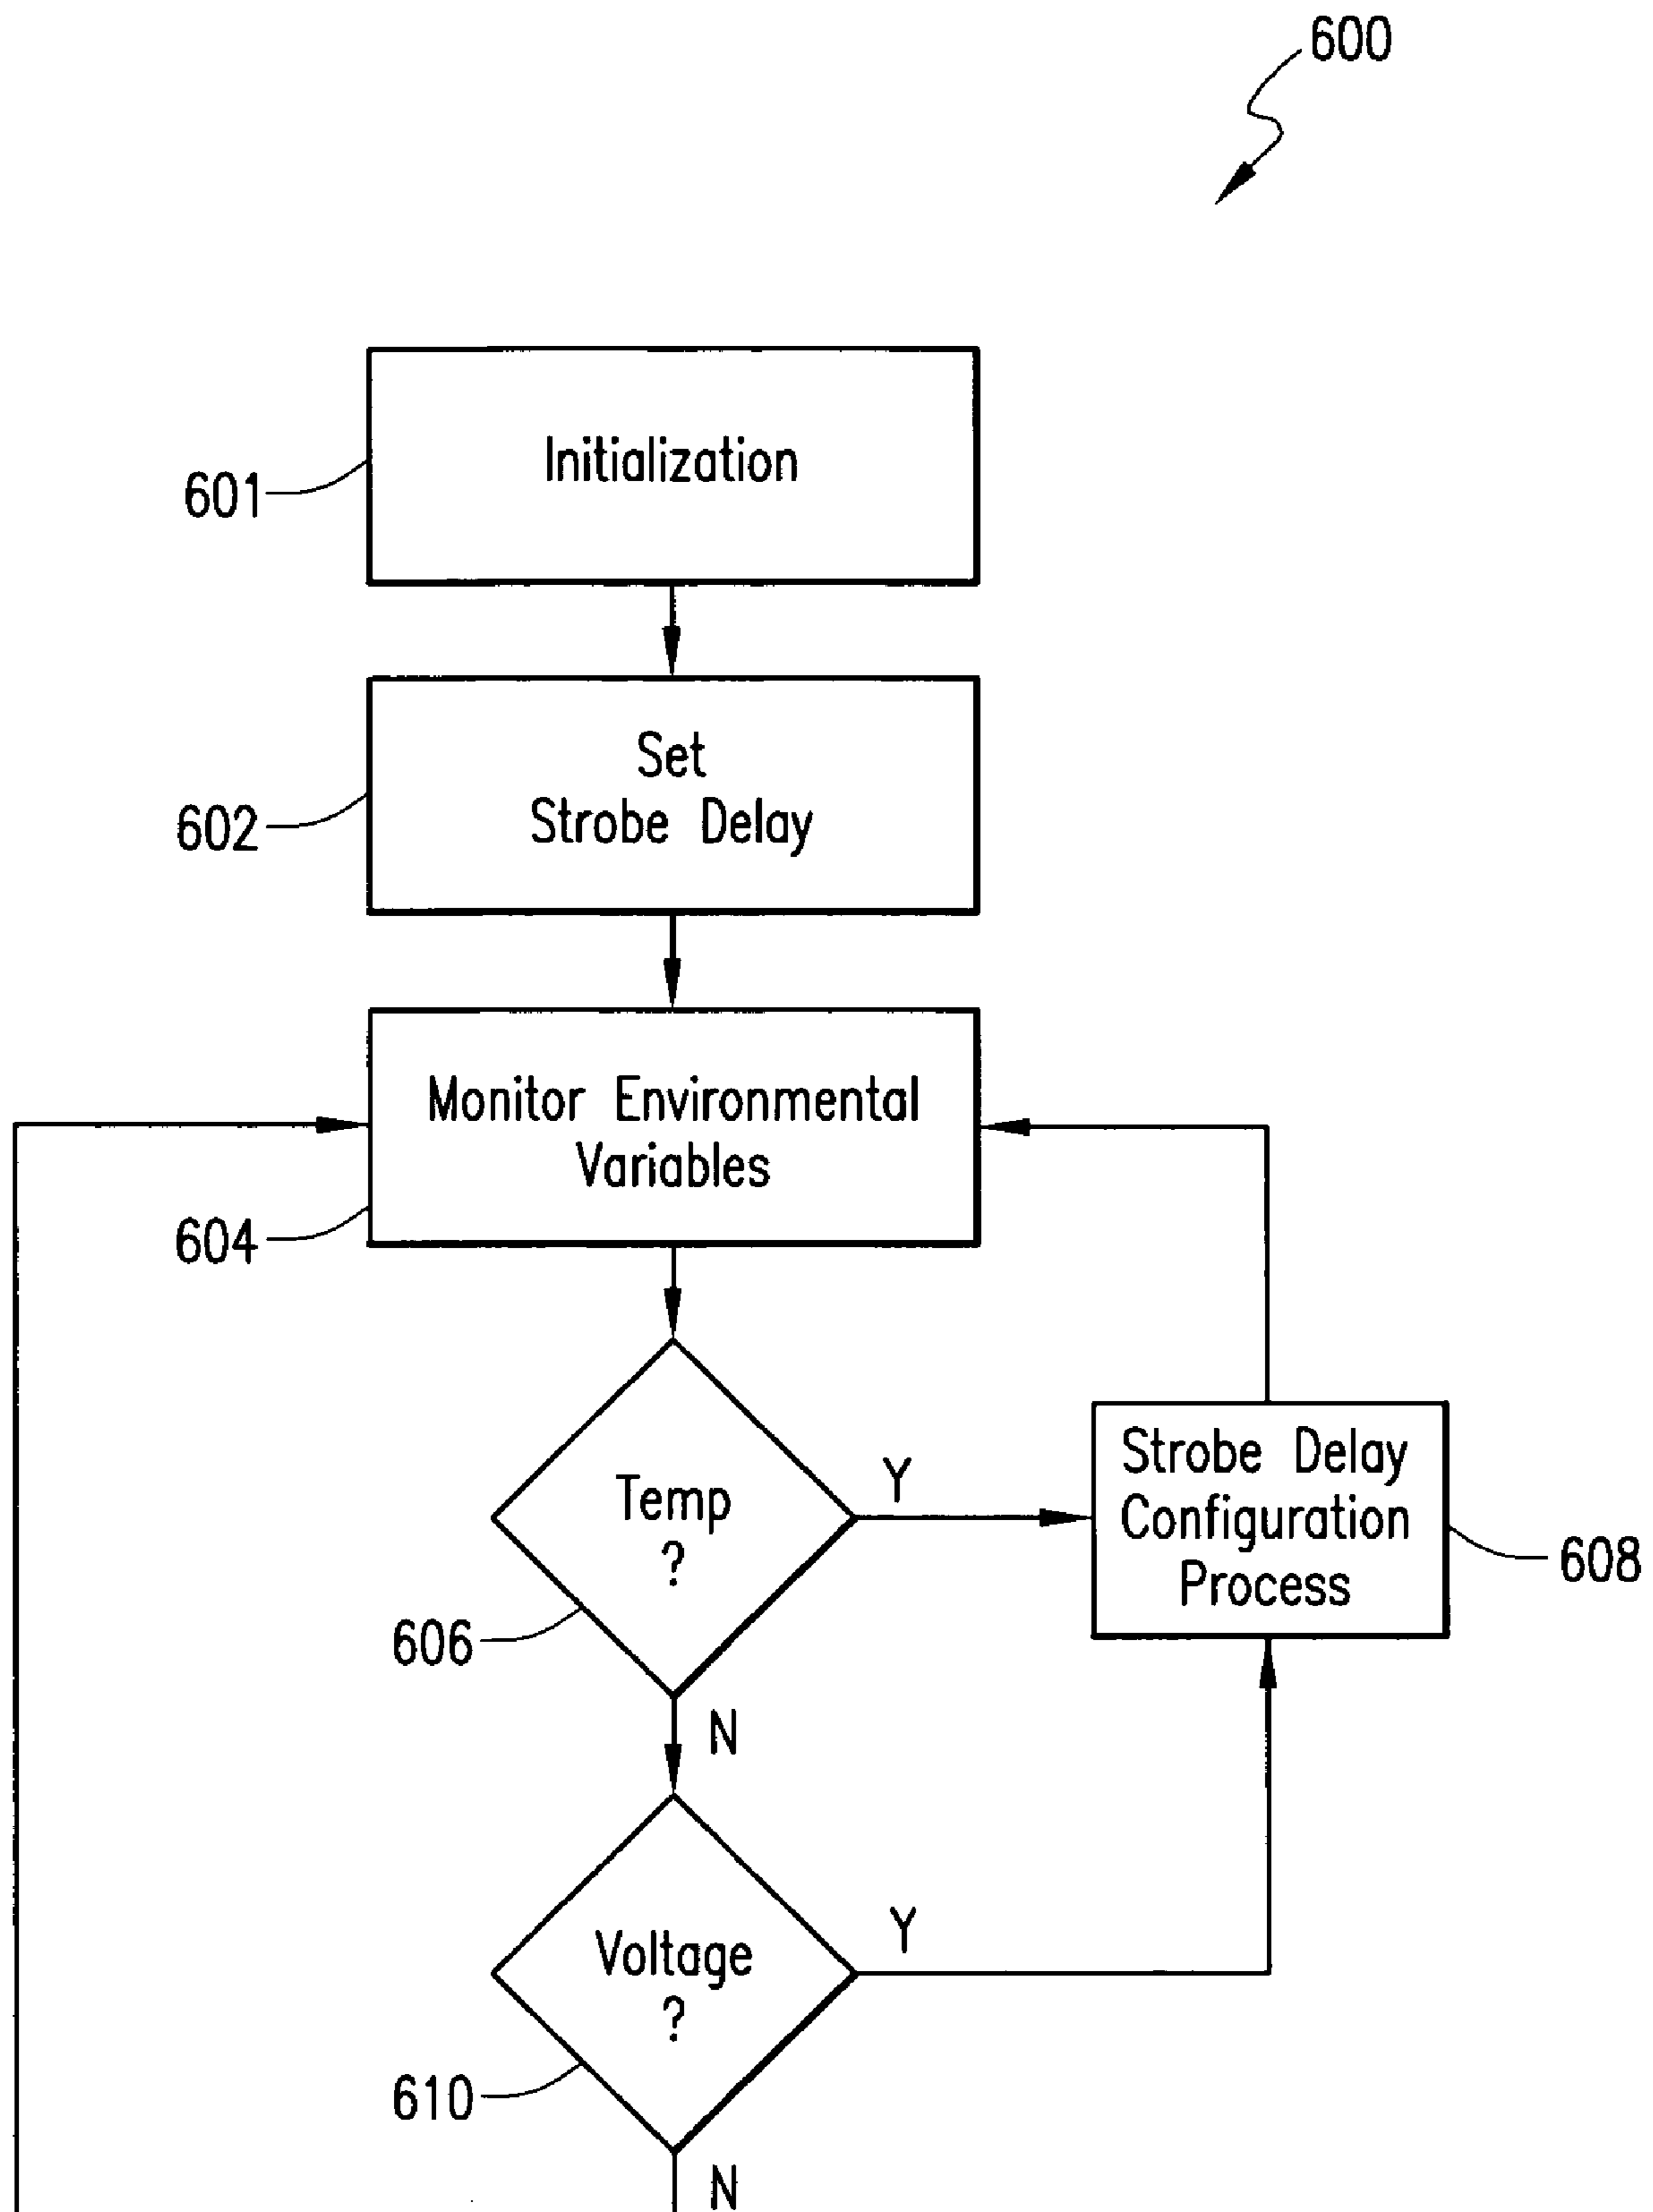 600
Initialization
601
Set
Strobe Delay
602
Monitor Environmental
Variables
604
Temp
?
Y
606
Strobe Delay
Configuration
Process
608
N
Voltage
?
Y
610
N